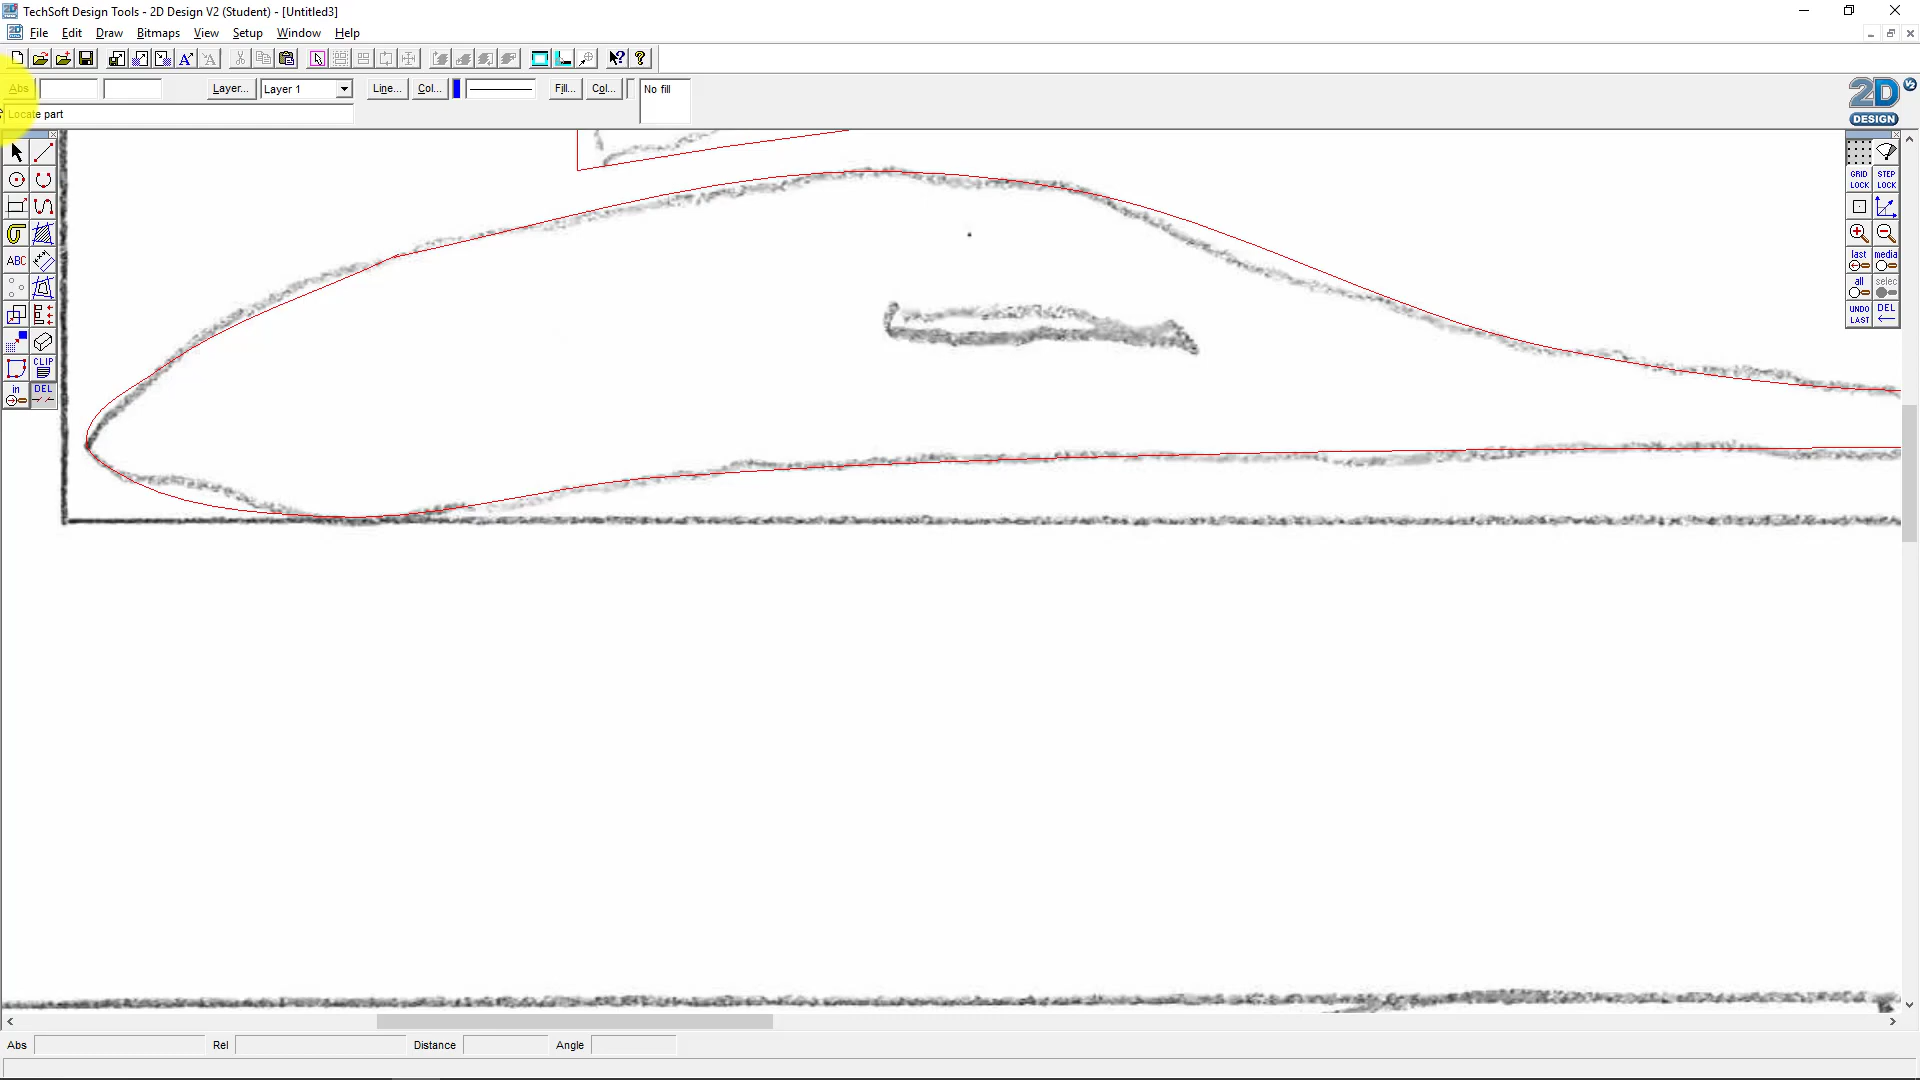 TechSoft Design Tools - 2D Design V2 (Student) - [Untitled3]
File Edit Draw Bitmaps View Setup Window Help
Abs Layer... Layer 1 Line... Col... Fill... Col... No fill
Locate part
2D V2
DESIGN
GRID LOCK STEP LOCK
ABC
last media
all selec
UNDO LAST DEL
CLIP
in DEL
Abs Rel Distance Angle